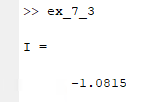 >> ex_7_3
I =
-1.0815